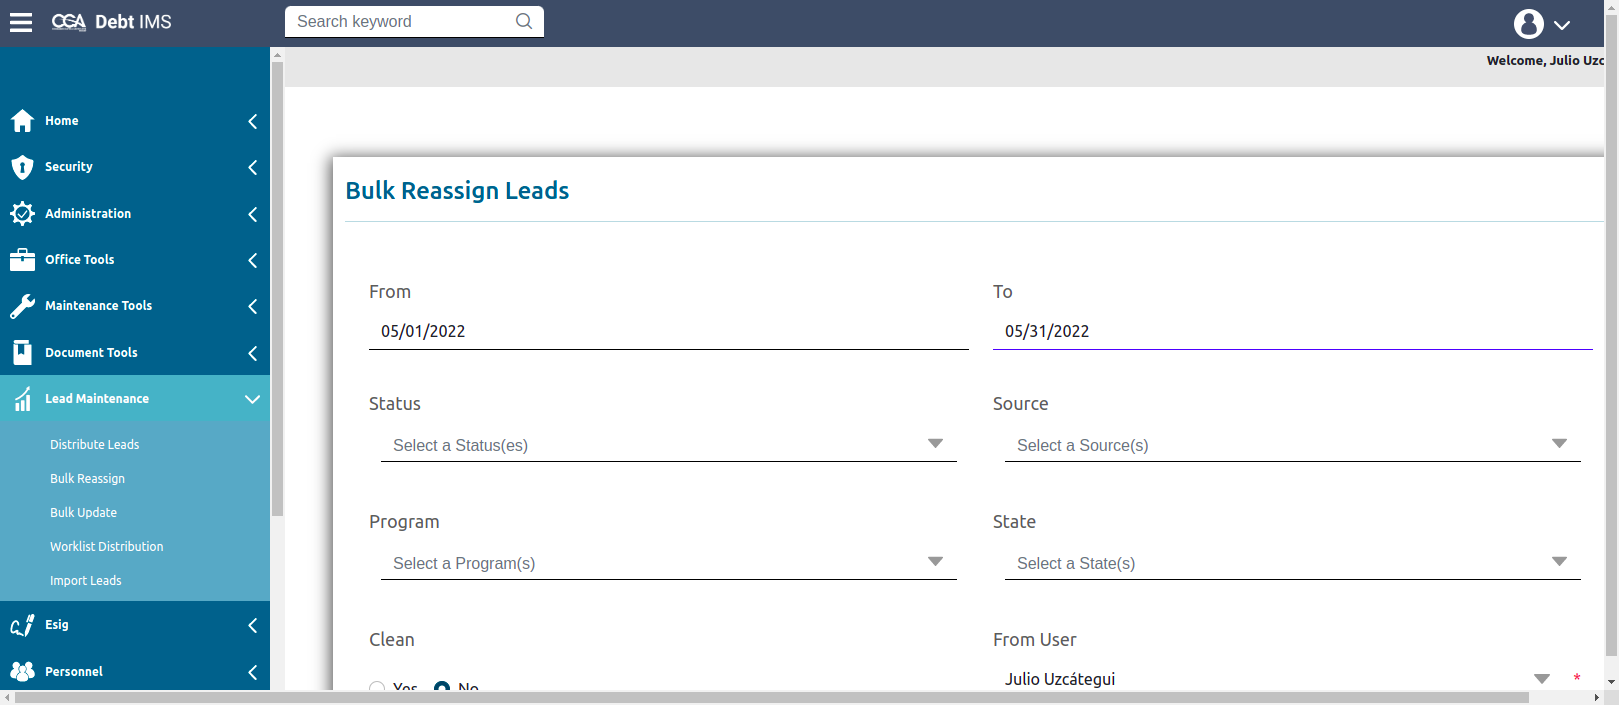 CGA Debt IMS
Search keyword
Welcome, Julio
Home
Security
Administration
Office Tools
Maintenance Tools
Document Tools
Lead Maintenance
Distribute Leads
Bulk Reassign
Bulk Update
Worklist Distribution
Import Leads
Esig
Personnel
Bulk Reassign Leads
From
05/01/2022
To
05/31/2022
Status
Select a Status(es)
Source
Select a Source(s)
Program
Select a Program(s)
State
Select a State(s)
Clean
Yes No
From User
Julio Uzcátegui
*